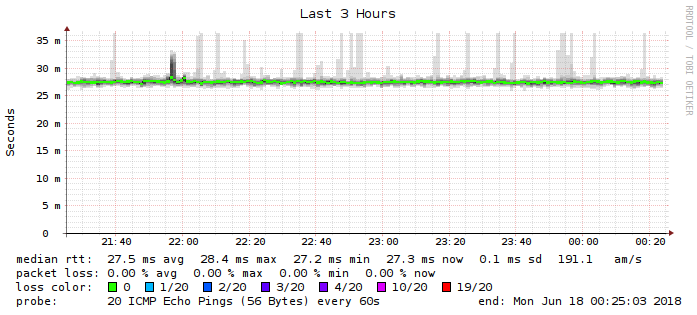 Last 3 Hours
RRDTOOL / TOBI OETIKER
Seconds
35 m
30 m
25 m
20 m
15 m
10 m
5 m
0
21:40 22:00 22:20 22:40 23:00 23:20 23:40 00:00 00:20
median rtt: 27.5 ms avg 28.4 ms max 27.2 ms min 27.3 ms now 0.1 ms sd 191.1 am/s
packet loss: 0.00 % avg 0.00 % max 0.00 % min 0.00 % now
loss color: 0 1/20 2/20 3/20 4/20 10/20 19/20
probe: 20 ICMP Echo Pings (56 Bytes) every 60s end: Mon Jun 18 00:25:03 2018